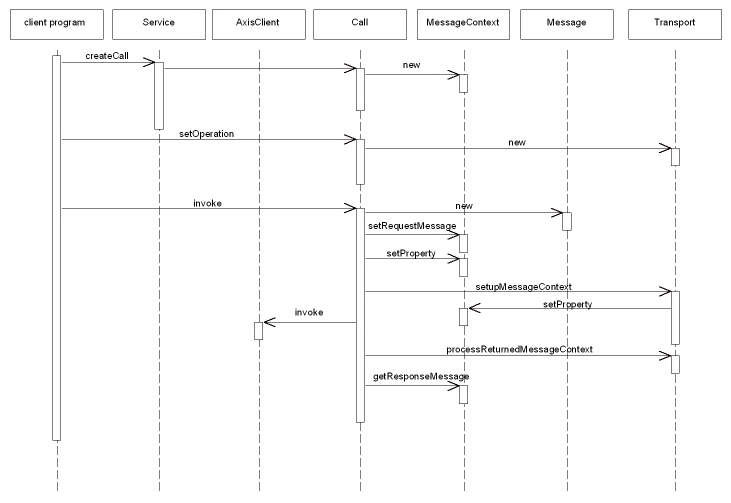 client program
Service
AxisClient
Call
MessageContext
Message
Transport
createCall
new
setOperation
new
invoke
new
setRequestMessage
setProperty
setupMessageContext
setProperty
invoke
processReturnedMessageContext
getResponseMessage